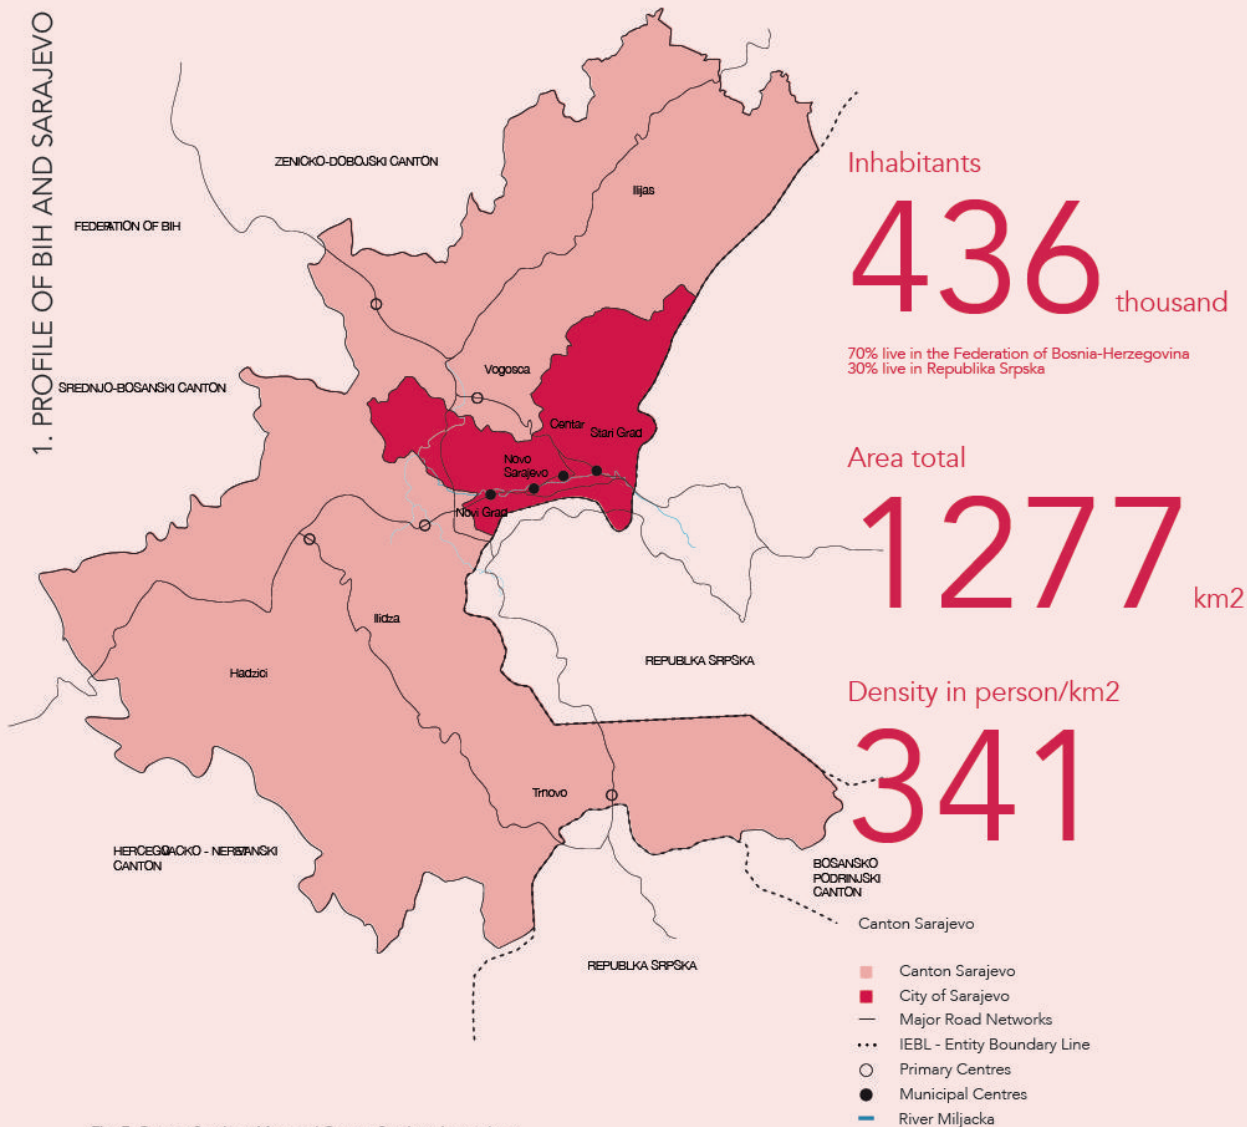 1. PROFILE OF BIH AND SARAJEVO
ZENICKO-DOBOJSKI CANTON
FEDERATION OF BIH
SREDNJO-BOSANSKI CANTON
Ilijas
Vogosca
Centar
Stari Grad
Novo
Sarajevo
Novi Grad
Ilidza
Hadzici
Trnovo
REPUBLKA SRPSKA
CANTON
BOSANSKO
PODRINJSKI
CANTON
REPUBLKA SRPSKA
Inhabitants
436 thousand
70% live in the Federation of Bosnia-Herzegovina
30% live in Republika Srpska
Area total
1277 km2
Density in person/km2
341
Canton Sarajevo
Canton Sarajevo
City of Sarajevo
Major Road Networks
IEBL - Entity Boundary Line
Primary Centres
Municipal Centres
River Miljacka